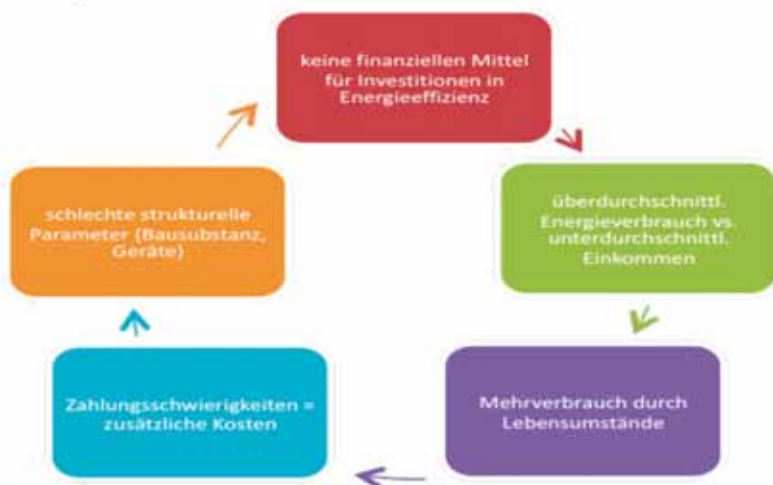 keine finanziellen Mittel
für Investitionen in
Energieeffizienz
überdurchschnittl.
Energieverbrauch vs.
unterdurchschnittl.
Einkommen
Mehrverbrauch durch
Lebensumstände
Zahlungsschwierigkeiten =
zusätzliche Kosten
schlechte strukturelle
Parameter (Bausubstanz,
Geräte)